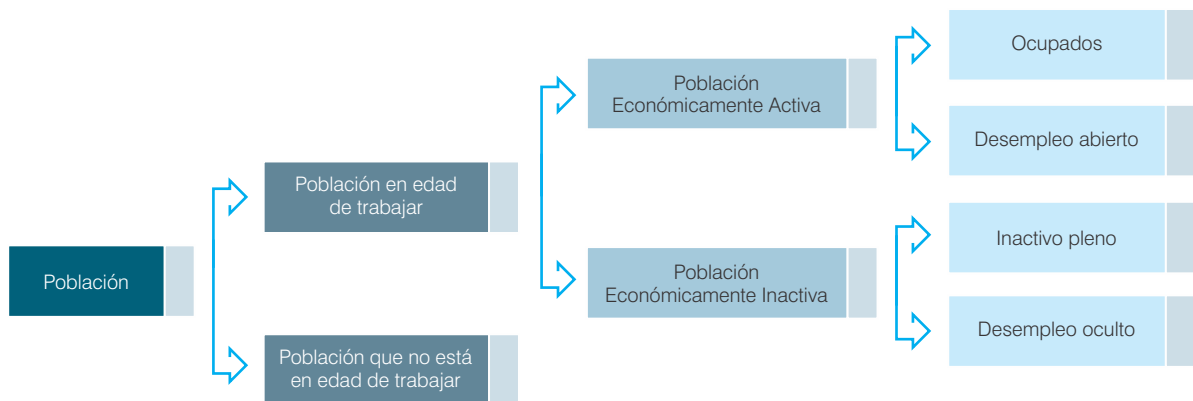 Población
Población en edad
de trabajar
Población que no está
en edad de trabajar
Población
Económicamente Activa
Población
Económicamente Inactiva
Ocupados
Desempleo abierto
Inactivo pleno
Desempleo oculto